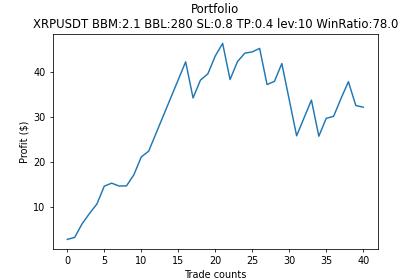 Portfolio
XRPUSDT BBM:2.1 BBL:280 SL:0.8 TP:0.4 lev:10 WinRatio:78.0
40
30
20
10
Profit ($)
0 5 10 15 20 25 30 35 40
Trade counts